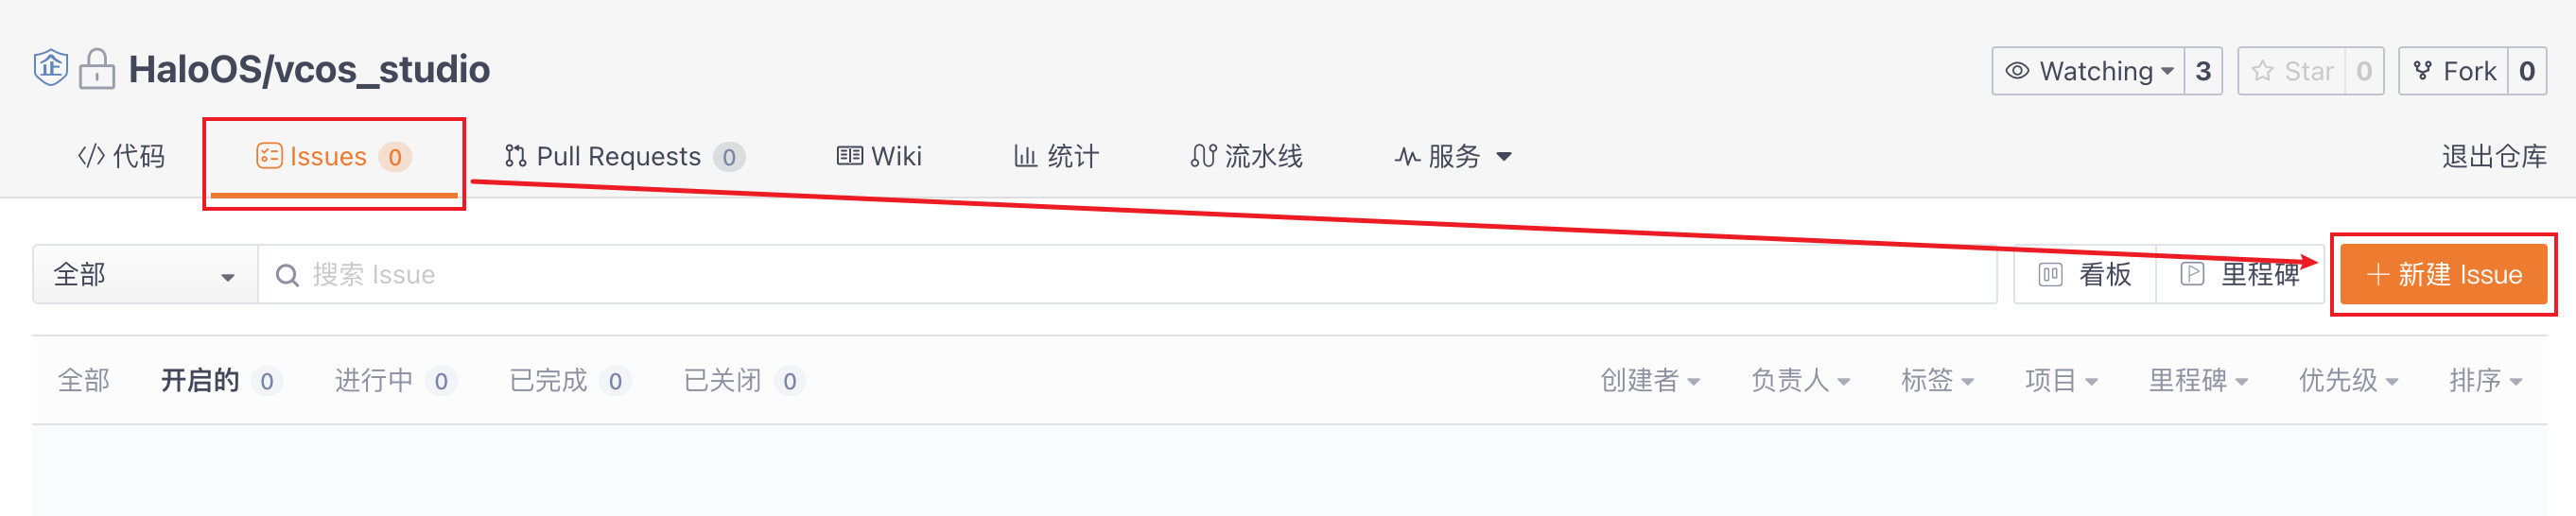 企 HaloOS/vcos_studio Watching 3 Star 0 Fork 0
代码 Issues 0 Pull Requests 0 Wiki 统计 流水线 服务 退出仓库
全部 搜索 Issue 看板 里程碑 新建 Issue
全部 开启的 0 进行中 0 已完成 0 已关闭 0 创建者 负责人 标签 项目 里程碑 优先级 排序